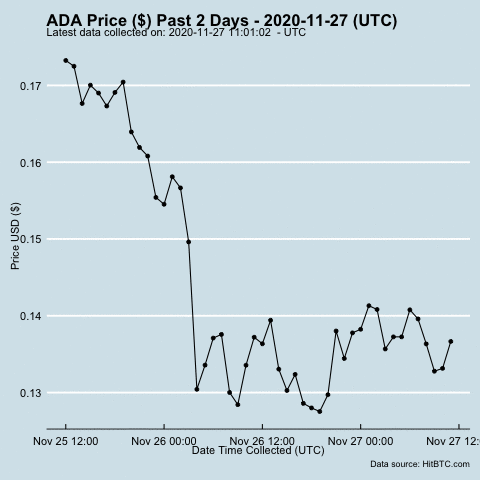 ADA Price ($) Past 2 Days - 2020-11-27 (UTC)
Latest data collected on: 2020-11-27 11:01:02 - UTC
0.17
0.16
0.15
0.14
0.13
Price USD ($)
Nov 25 12:00 Nov 26 00:00 Nov 26 12:00 Nov 27 00:00 Nov 27 12:0
Date Time Collected (UTC)
Data source: HitBTC.com